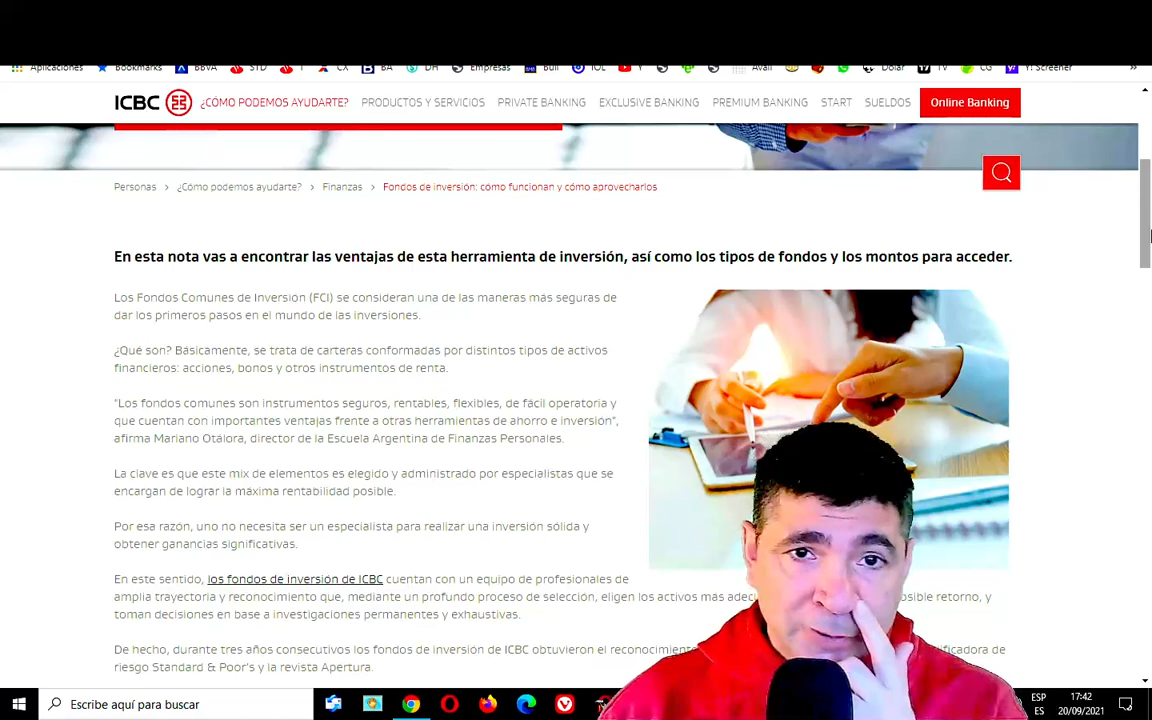 Aplicaciones Bookmarks BBVA STD CX BA DH Empresas Bull IOL Y Avali Dolar TV CG Y! Screener
ICBC ¿CÓMO PODEMOS AYUDARTE? PRODUCTOS Y SERVICIOS PRIVATE BANKING EXCLUSIVE BANKING PREMIUM BANKING START SUELDOS Online Banking
Personas > ¿Cómo podemos ayudarte? > Finanzas > Fondos de inversión: cómo funcionan y cómo aprovecharlos
En esta nota vas a encontrar las ventajas de esta herramienta de inversión, así como los tipos de fondos y los montos para acceder.
Los Fondos Comunes de Inversión (FCI) se consideran una de las maneras más seguras de
dar los primeros pasos en el mundo de las inversiones.
¿Qué son? Básicamente, se trata de carteras conformadas por distintos tipos de activos
financieros: acciones, bonos y otros instrumentos de renta.
"Los fondos comunes son instrumentos seguros, rentables, flexibles, de fácil operatoria y
que cuentan con importantes ventajas frente a otras herramientas de ahorro e inversión",
afirma Mariano Otálora, director de la Escuela Argentina de Finanzas Personales.
La clave es que este mix de elementos es elegido y administrado por especialistas que se
encargan de lograr la máxima rentabilidad posible.
Por esa razón, uno no necesita ser un especialista para realizar una inversión sólida y
obtener ganancias significativas.
En este sentido, los fondos de inversión de ICBC cuentan con un equipo de profesionales de
amplia trayectoria y reconocimiento que, mediante un profundo proceso de selección, eligen los activos más retorno, y
toman decisiones en base a investigaciones permanentes y exhaustivas.
De hecho, durante tres años consecutivos los fondos de inversión de ICBC obtuvieron el de
riesgo Standard & Poor's y la revista Apertura.
Escribe aquí para buscar
ESP
ES
17:42
20/09/2021